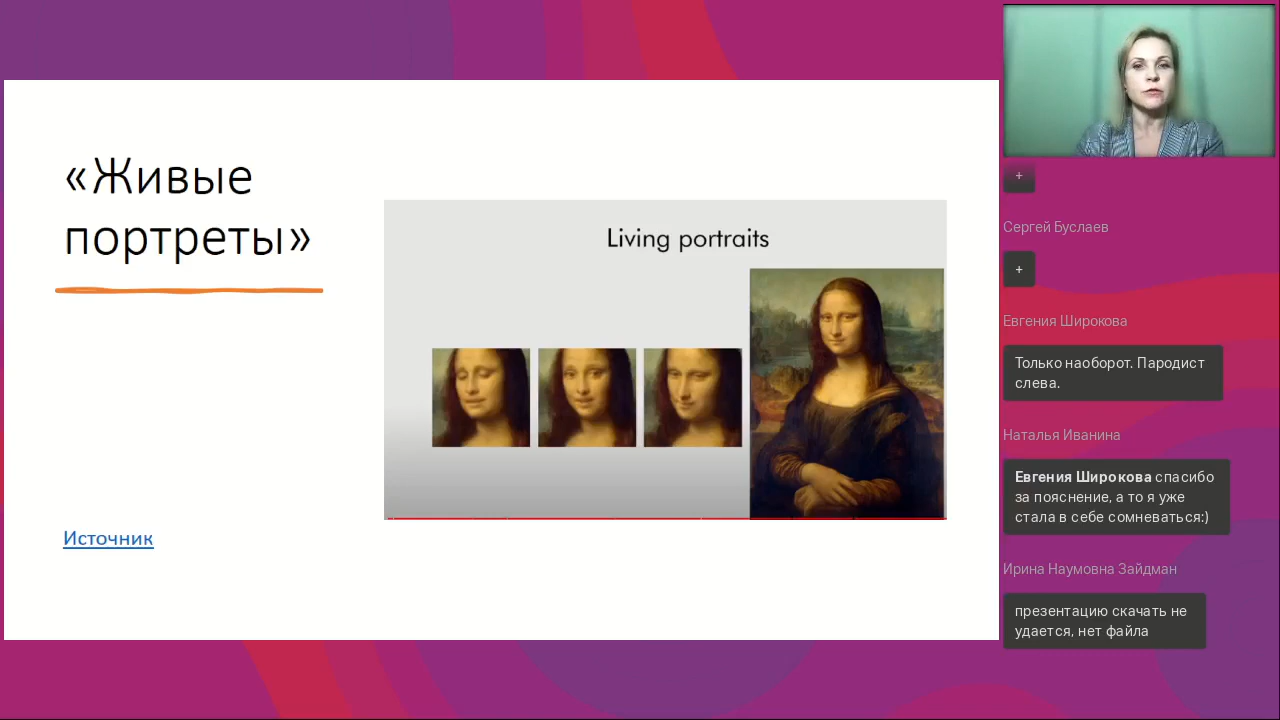 «Живые
портреты»
Living portraits
Источник
+
Сергей Буслаев
+
Евгения Широкова
Только наоборот. Пародист
слева.
Наталья Иванина
Евгения Широкова спасибо
за пояснение, а то я уже
стала в себе сомневаться:)
Ирина Наумовна Зайдман
презентацию скачать не
удается, нет файла